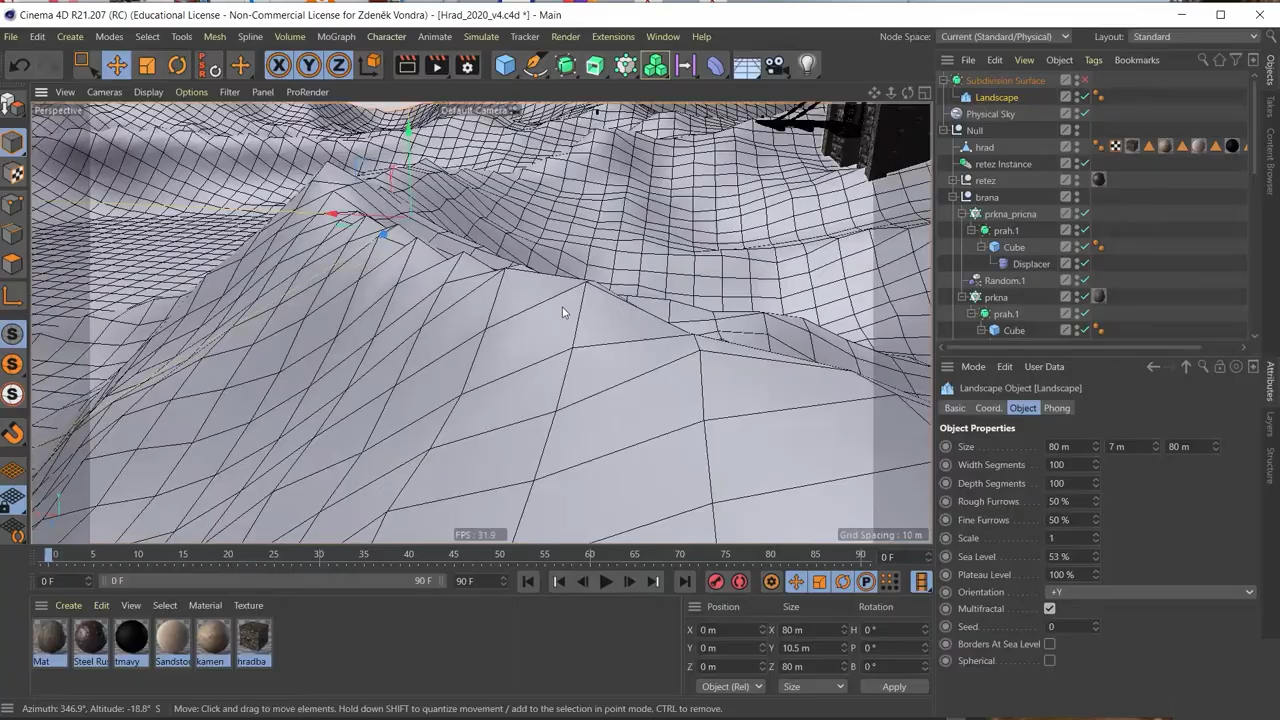 Cinema 4D R21.207 (RC) (Educational License - Non-Commercial License for Zdeněk Vondra) - [Hrad_2020_v4.c4d *] - Main
File Edit Create Modes Select Tools Mesh Spline Volume MoGraph Character Animate Simulate Tracker Render Extensions Window Help
Node Space: Current (Standard/Physical) Layout: Standard
X Y Z
File Edit View Object Tags Bookmarks
View Cameras Display Options Filter Panel ProRender
Perspective
Default Camera
Subdivision Surface
Landscape
Physical Sky
Null
hrad
retez Instance
retez
brana
prkna_pricna
prah.1
Cube
Displacer
Random.1
prkna
prah.1
Cube
Objects
Takes
Content Browser
Mode Edit User Data
Landscape Object [Landscape]
Basic Coord. Object Phong
Object Properties
Size 80 m 7 m 80 m
Width Segments 100
Depth Segments 100
Rough Furrows. 50 %
Fine Furrows 50 %
Scale 1
Sea Level 53 %
Plateau Level 100 %
Orientation +Y
Multifractal
Seed. 0
Borders At Sea Level
Spherical
Attributes
Layers
Structure
FPS : 31.9
Grid Spacing : 10 m
0 5 10 15 20 25 30 35 40 45 50 55 60 65 70 75 80 85 90 0 F
0 F 0 F 90 F 90 F
Create Edit View Select Material Texture
Mat Steel Ru tmavy Sandsto kamen hradba
Position Size Rotation
X 0 m X 80 m H 0 °
Y 0 m Y 10.5 m P 0 °
Z 0 m Z 80 m B 0 °
Object (Rel) Size Apply
Azimuth: 346.9°, Altitude: -18.8° S Move: Click and drag to move elements. Hold down SHIFT to quantize movement / add to the selection in point mode. CTRL to remove.